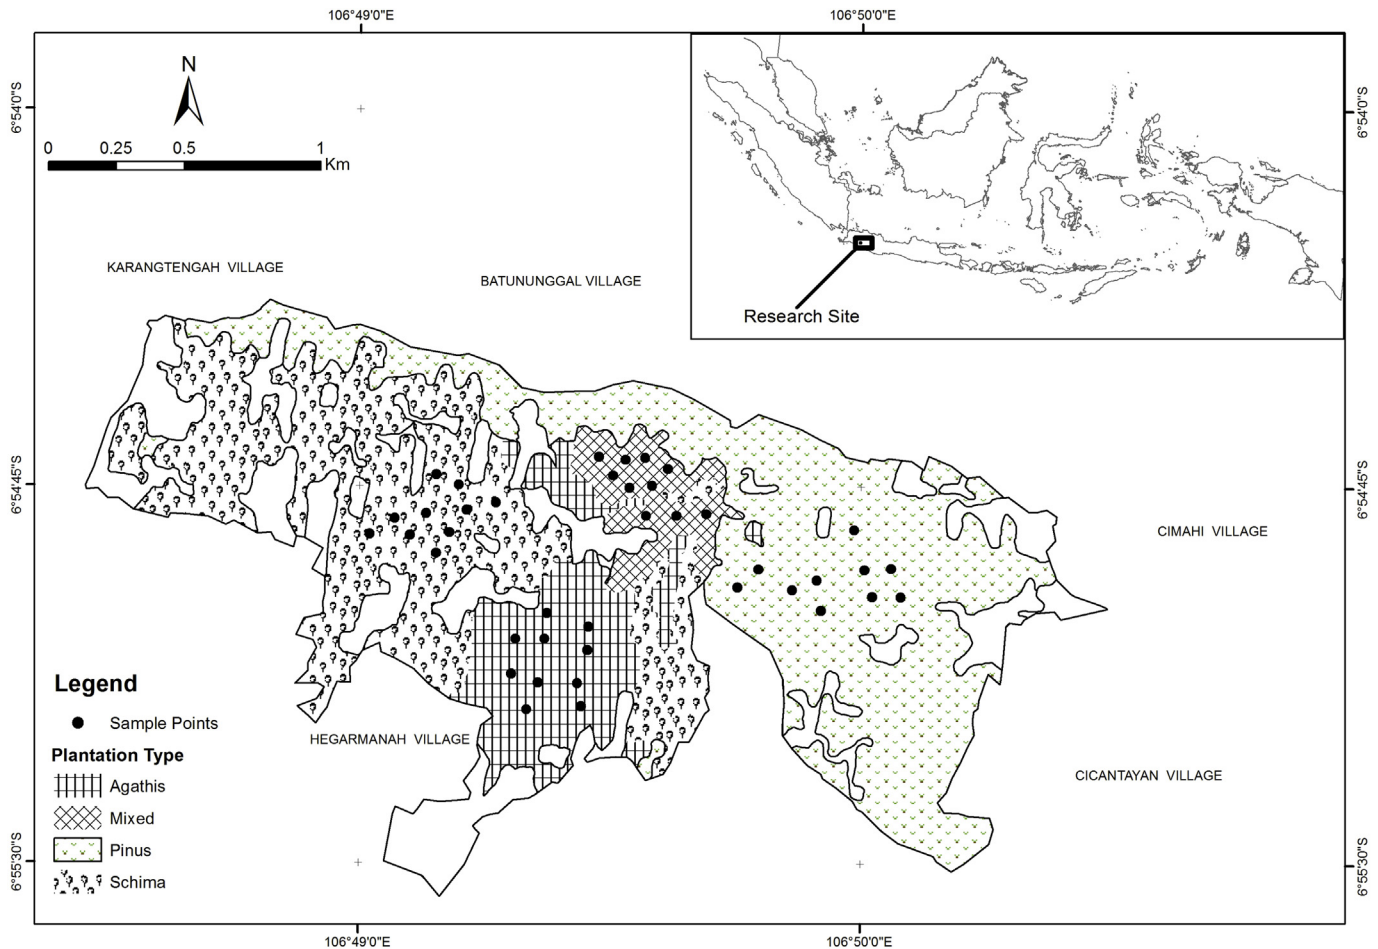 106°49'0"E
106°50'0"E
N
6°54'0"S
6°54'0"S
0 0.25 0.5 1
Km
Research Site
KARANGTENGAH VILLAGE
BATUNUNGGAL VILLAGE
6°54'45"S
6°54'45"S
CIMAHI VILLAGE
Legend
Sample Points
HEGARMANAH VILLAGE
Plantation Type
CICANTAYAN VILLAGE
Agathis
Mixed
Pinus
Schima
6°55'30"S
6°55'30"S
106°49'0"E
106°50'0"E